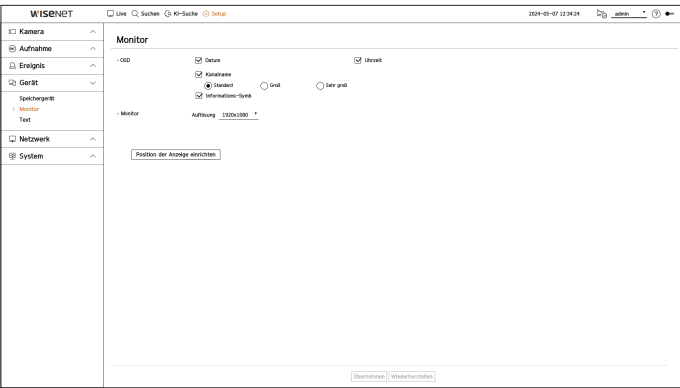 WISENET
Live Suchen KI-Suche Setup 2024-05-07 12:34:24 admin ?
Kamera
Aufnahme
Ereignis
Gerät
Speichergerät
Monitor
Text
Netzwerk
System
Monitor
OSD Datum Uhrzeit
Kanalname
Standard Groß Sehr groß
Informations-Symb
Monitor Auflösung 1920x1080
Position der Anzeige einrichten
Übernehmen Wiederherstellen